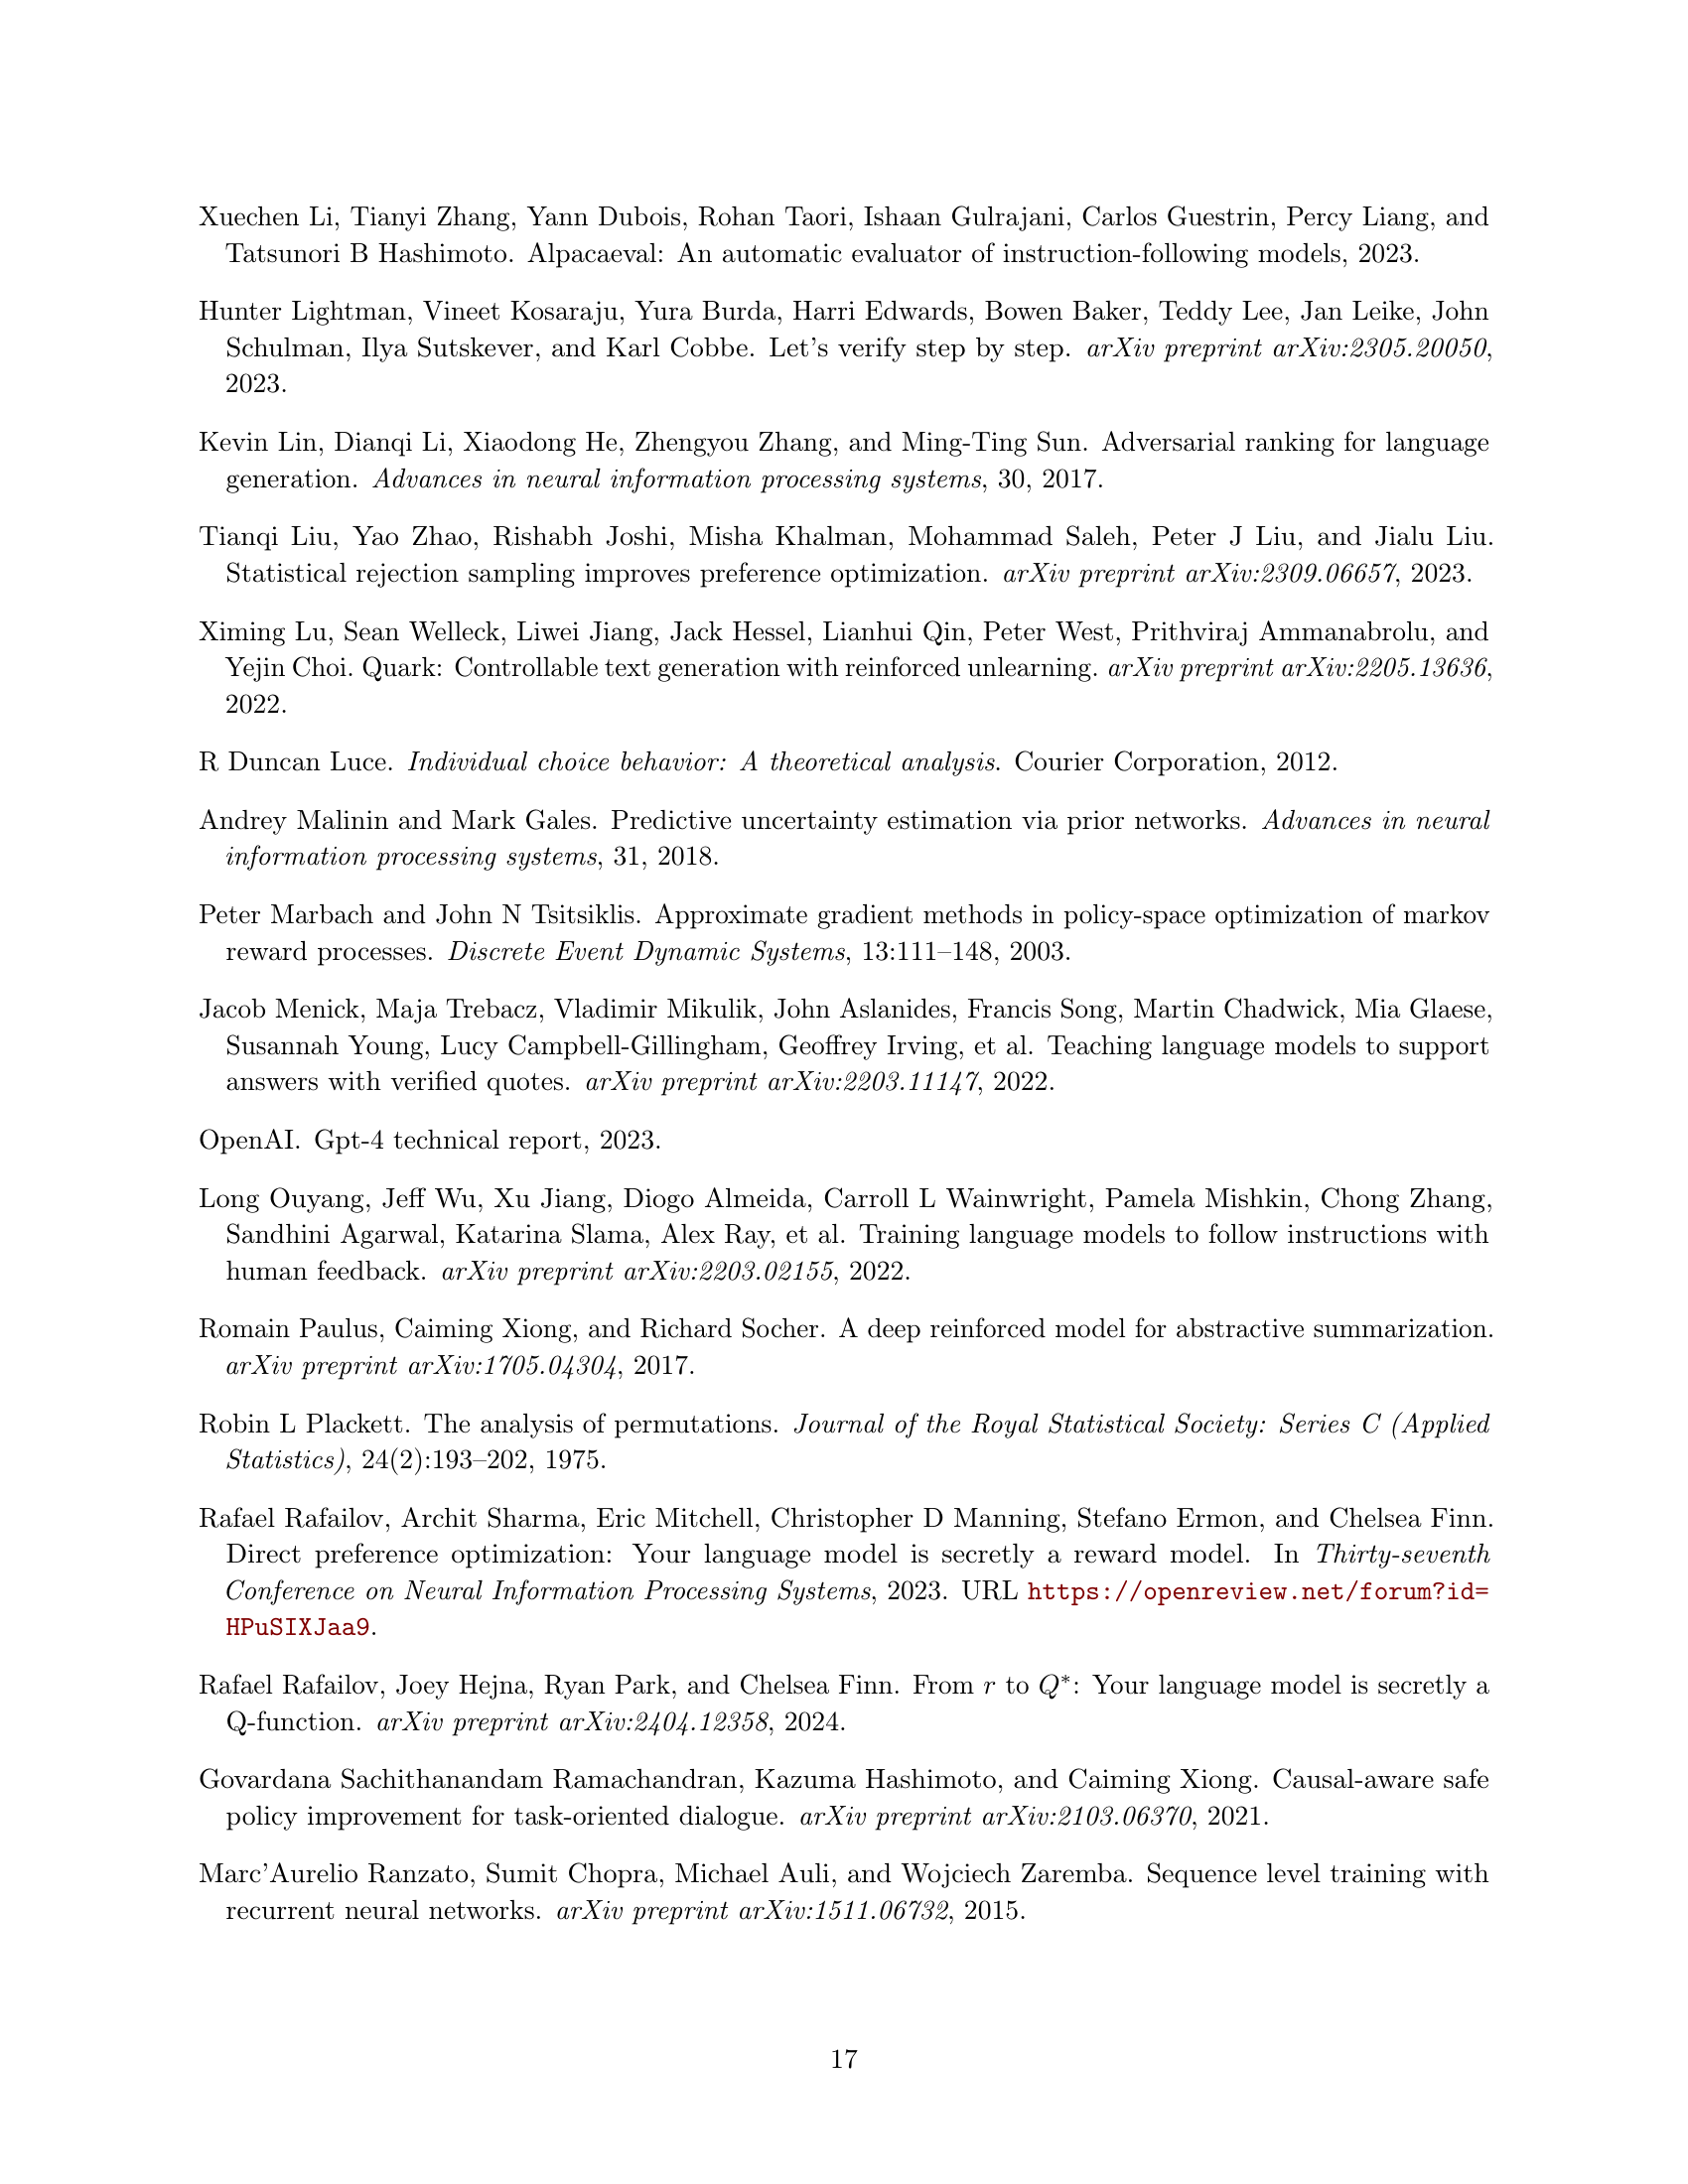 Xuechen Li, Tianyi Zhang, Yann Dubois, Rohan Taori, Ishaan Gulrajani, Carlos Guestrin, Percy Liang, and
Tatsunori B Hashimoto. Alpacaeval: An automatic evaluator of instruction-following models, 2023.
Hunter Lightman, Vineet Kosaraju, Yura Burda, Harri Edwards, Bowen Baker, Teddy Lee, Jan Leike, John
Schulman, Ilya Sutskever, and Karl Cobbe. Let's verify step by step. arXiv preprint arXiv:2305.20050,
2023.
Kevin Lin, Dianqi Li, Xiaodong He, Zhengyou Zhang, and Ming-Ting Sun. Adversarial ranking for language
generation. Advances in neural information processing systems, 30, 2017.
Tianqi Liu, Yao Zhao, Rishabh Joshi, Misha Khalman, Mohammad Saleh, Peter J Liu, and Jialu Liu.
Statistical rejection sampling improves preference optimization. arXiv preprint arXiv:2309.06657, 2023.
Ximing Lu, Sean Welleck, Liwei Jiang, Jack Hessel, Lianhui Qin, Peter West, Prithviraj Ammanabrolu, and
Yejin Choi. Quark: Controllable text generation with reinforced unlearning. arXiv preprint arXiv:2205.13636,
2022.
R Duncan Luce. Individual choice behavior: A theoretical analysis. Courier Corporation, 2012.
Andrey Malinin and Mark Gales. Predictive uncertainty estimation via prior networks. Advances in neural
information processing systems, 31, 2018.
Peter Marbach and John N Tsitsiklis. Approximate gradient methods in policy-space optimization of markov
reward processes. Discrete Event Dynamic Systems, 13:111–148, 2003.
Jacob Menick, Maja Trebacz, Vladimir Mikulik, John Aslanides, Francis Song, Martin Chadwick, Mia Glaese,
Susannah Young, Lucy Campbell-Gillingham, Geoffrey Irving, et al. Teaching language models to support
answers with verified quotes. arXiv preprint arXiv:2203.11147, 2022.
OpenAI. Gpt-4 technical report, 2023.
Long Ouyang, Jeff Wu, Xu Jiang, Diogo Almeida, Carroll L Wainwright, Pamela Mishkin, Chong Zhang,
Sandhini Agarwal, Katarina Slama, Alex Ray, et al. Training language models to follow instructions with
human feedback. arXiv preprint arXiv:2203.02155, 2022.
Romain Paulus, Caiming Xiong, and Richard Socher. A deep reinforced model for abstractive summarization.
arXiv preprint arXiv:1705.04304, 2017.
Robin L Plackett. The analysis of permutations. Journal of the Royal Statistical Society: Series C (Applied
Statistics), 24(2):193–202, 1975.
Rafael Rafailov, Archit Sharma, Eric Mitchell, Christopher D Manning, Stefano Ermon, and Chelsea Finn.
Direct preference optimization: Your language model is secretly a reward model. In Thirty-seventh
Conference on Neural Information Processing Systems, 2023. URL https://openreview.net/forum?id=
HPuSIXJaa9.
Rafael Rafailov, Joey Hejna, Ryan Park, and Chelsea Finn. From r to Q*: Your language model is secretly a
Q-function. arXiv preprint arXiv:2404.12358, 2024.
Govardana Sachithanandam Ramachandran, Kazuma Hashimoto, and Caiming Xiong. Causal-aware safe
policy improvement for task-oriented dialogue. arXiv preprint arXiv:2103.06370, 2021.
Marc'Aurelio Ranzato, Sumit Chopra, Michael Auli, and Wojciech Zaremba. Sequence level training with
recurrent neural networks. arXiv preprint arXiv:1511.06732, 2015.
17